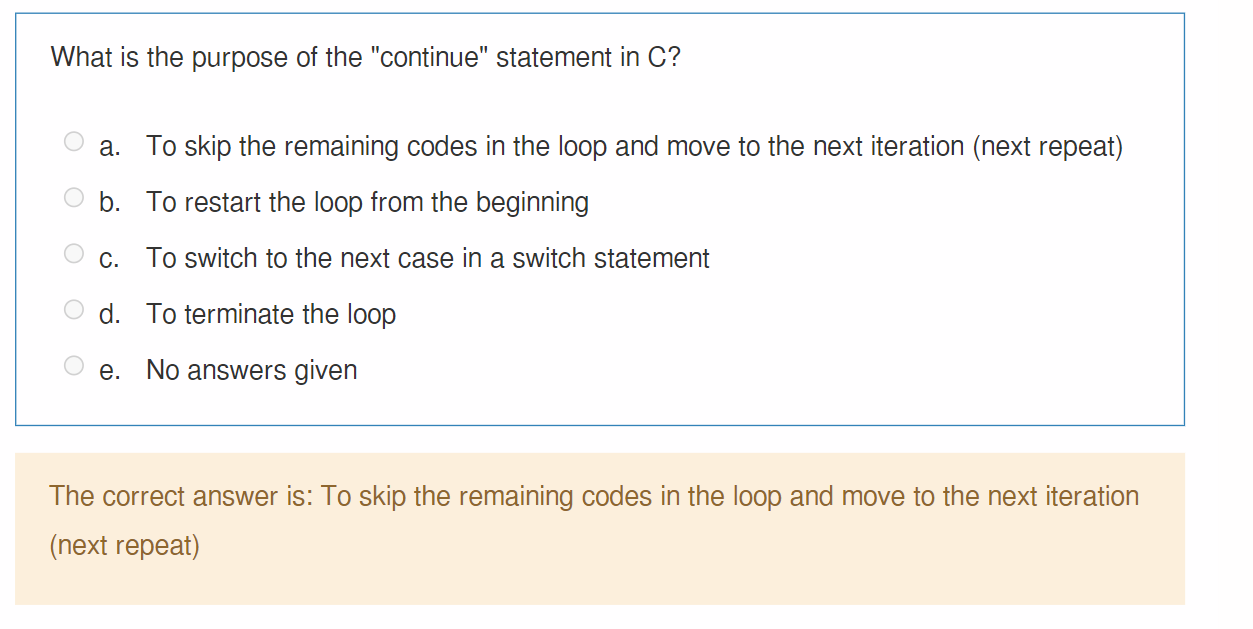 What is the purpose of the "continue" statement in C?
a. To skip the remaining codes in the loop and move to the next iteration (next repeat)
b. To restart the loop from the beginning
c. To switch to the next case in a switch statement
d. To terminate the loop
e. No answers given
The correct answer is: To skip the remaining codes in the loop and move to the next iteration
(next repeat)